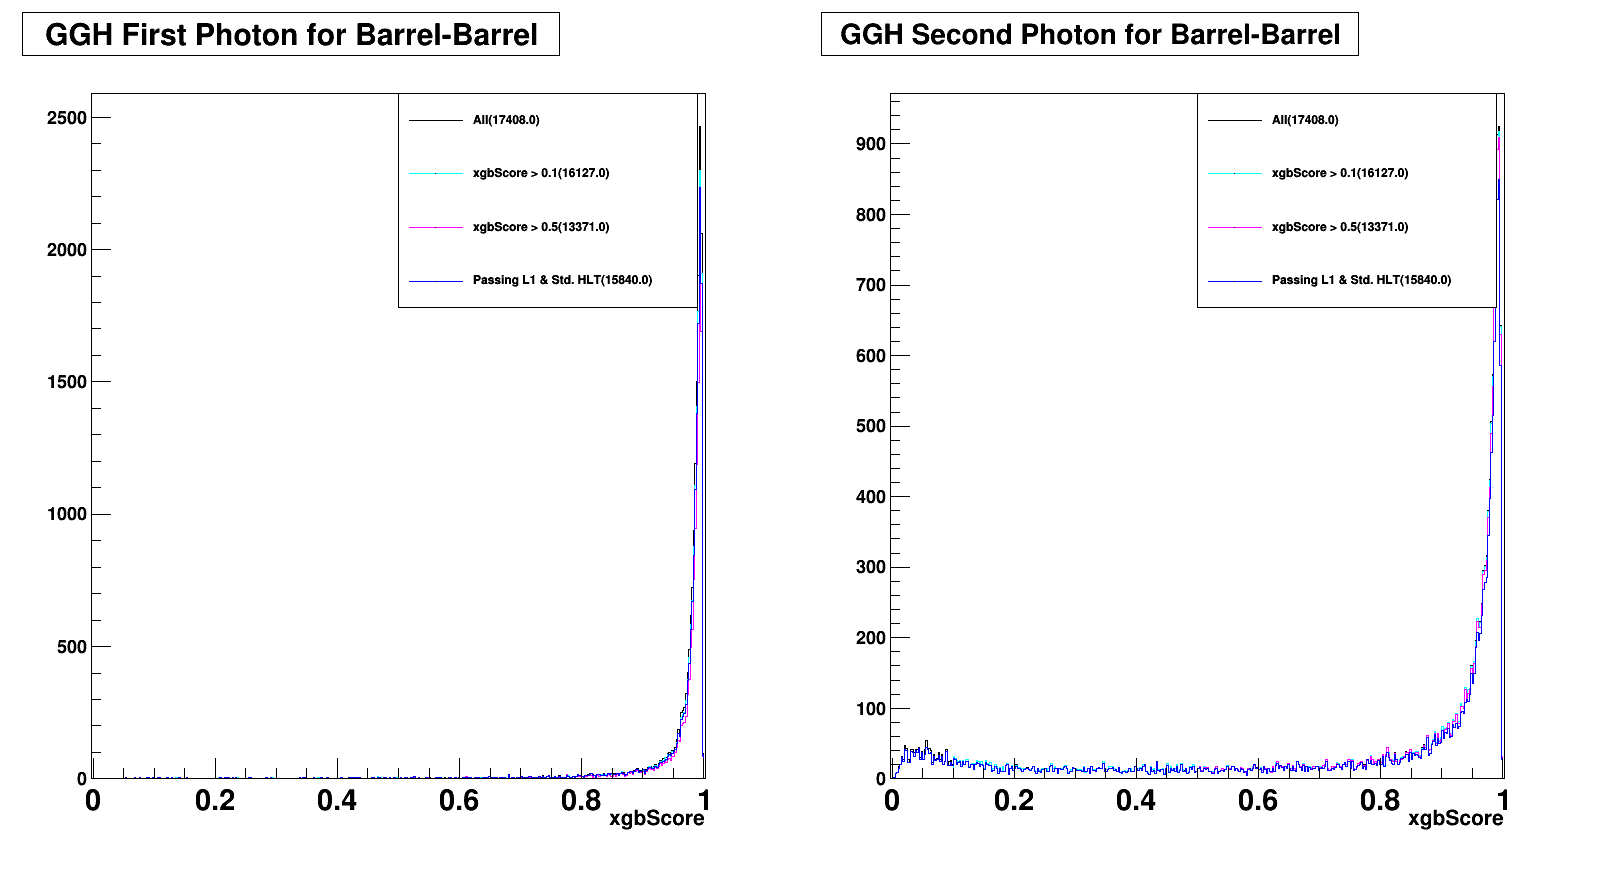 GGH First Photon for Barrel-Barrel
2500
2000
1500
1000
500
0
All(17408.0)
xgbScore > 0.1(16127.0)
xgbScore > 0.5(13371.0)
Passing L1 & Std. HLT(15840.0)
0 0.2 0.4 0.6 0.8 1
xgbScore
GGH Second Photon for Barrel-Barrel
900
800
700
600
500
400
300
200
100
0
All(17408.0)
xgbScore > 0.1(16127.0)
xgbScore > 0.5(13371.0)
Passing L1 & Std. HLT(15840.0)
0 0.2 0.4 0.6 0.8 1
xgbScore